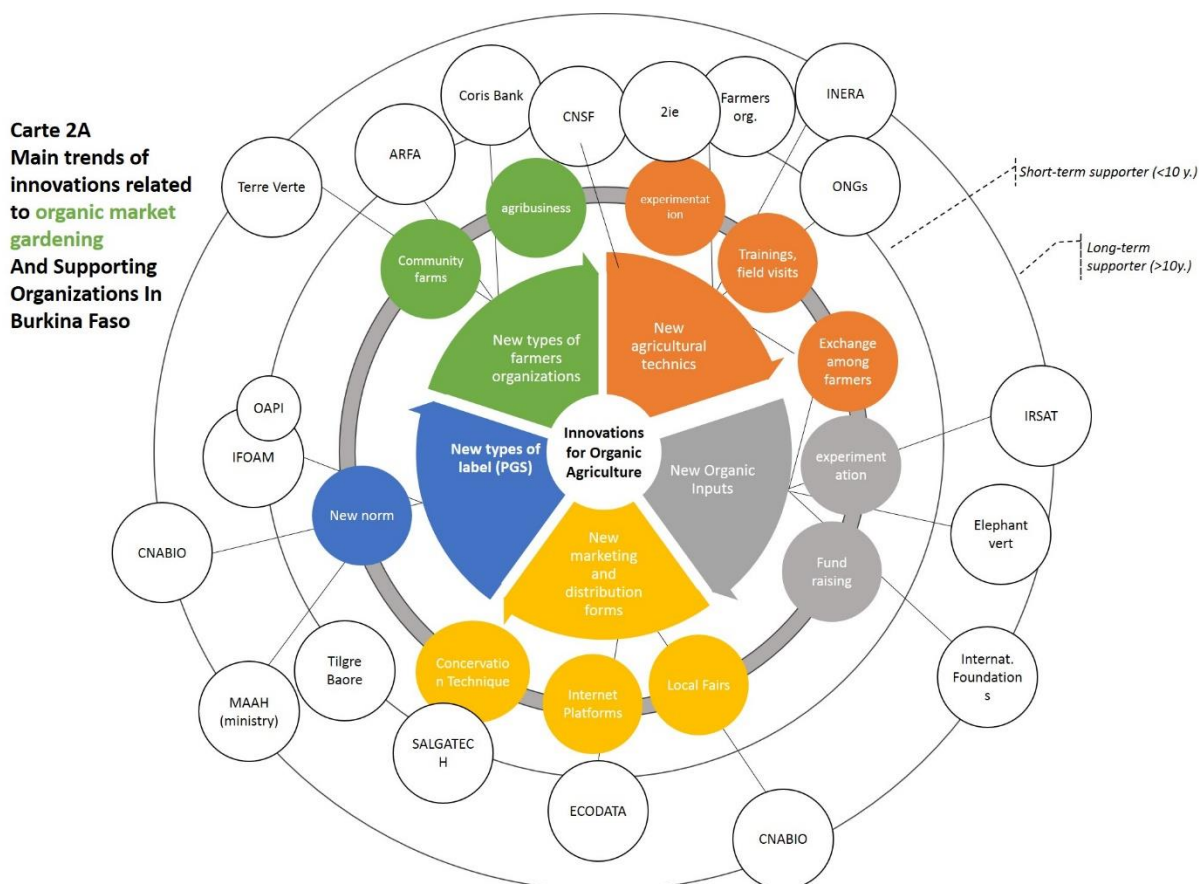 Carte 2A
Main trends of
innovations related
to organic market
gardening
And Supporting
Organizations In
Burkina Faso
Coris Bank
CNSF
2ie
Farmers
org.
INERA
ARFA
Terre Verte
ONGs
Short-term supporter (<10 y.)
Long-term
supporter (>10y.)
agribusiness
experimentat
ion
Community
farms
Trainings,
field visits
New types of
farmers
organizations
New
agricultural
technics
Exchange
among
farmers
OAPI
IFOAM
IRSAT
Innovations
for Organic
Agriculture
New types of
label (PGS)
New Organic
Inputs
experiment
ation
New norm
CNABIO
Elephant
vert
New
marketing
and
distribution
forms
Fund
raising
Tilgre
Baore
Concervatio
n Technique
Internet
Platforms
Local Fairs
Internat.
Foundation
s
MAAH
(ministry)
SALGATEC
H
ECODATA
CNABIO